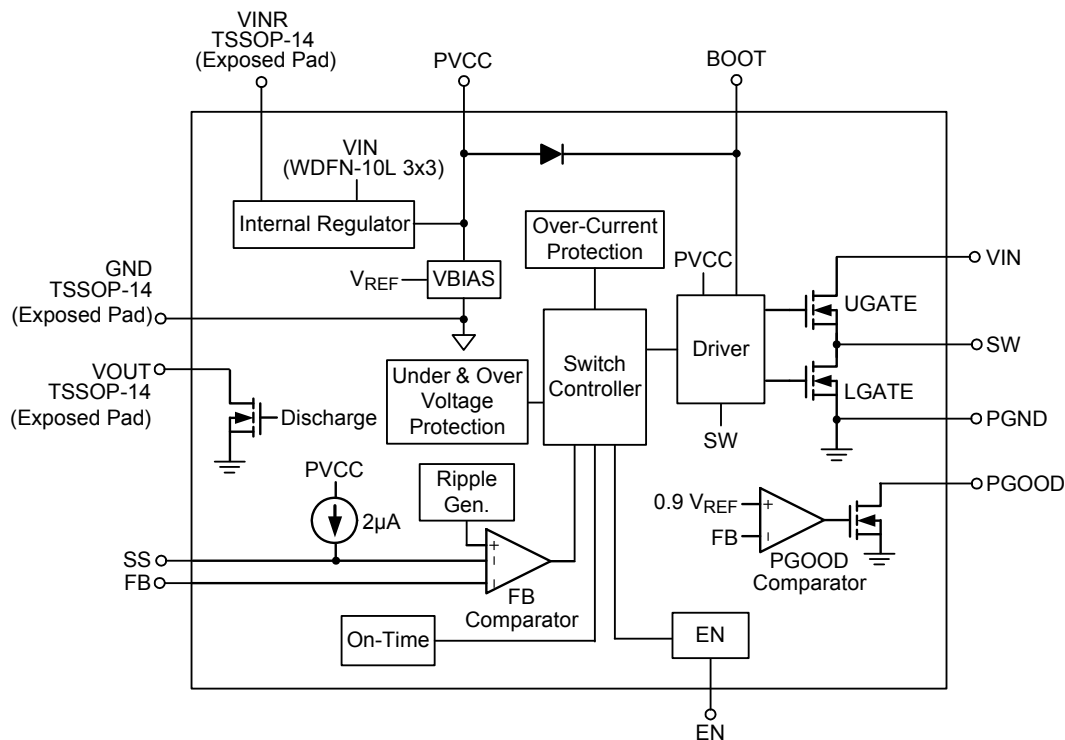 VINR
TSSOP-14
(Exposed Pad)
PVCC
BOOT
VIN
(WDFN-10L 3x3)
Internal Regulator
Over-Current
Protection
GND
TSSOP-14
(Exposed Pad)
VREF
VBIAS
PVCC
VIN
UGATE
Driver
SW
Switch
Controller
VOUT
TSSOP-14
(Exposed Pad)
Discharge
Under & Over
Voltage
Protection
LGATE
SW
PGND
PVCC
2µA
Ripple
Gen.
+
-
-
SS
FB
FB
Comparator
0.9 VREF
+
FB
-
PGOOD
Comparator
PGOOD
On-Time
EN
EN